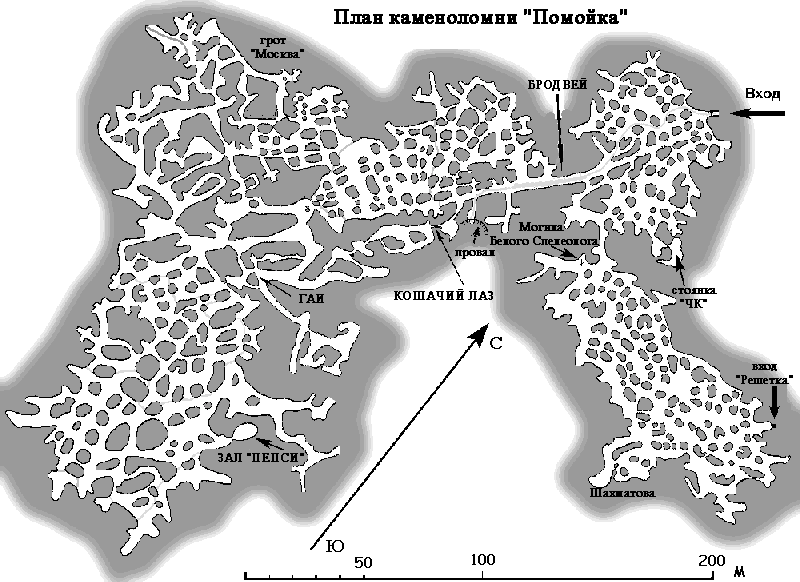 План каменоломни "Помойка"
грот
"Москва"
БРОДВЕЙ
Вход
Могила
Белого Спелеолога
провал
стоянка
"ЧК"
ГАИ
КОШАЧИЙ ЛАЗ
С
вход
"Решетка"
ЗАЛ "ПЕПСИ"
Шахматова
Ю
50
100
200
м